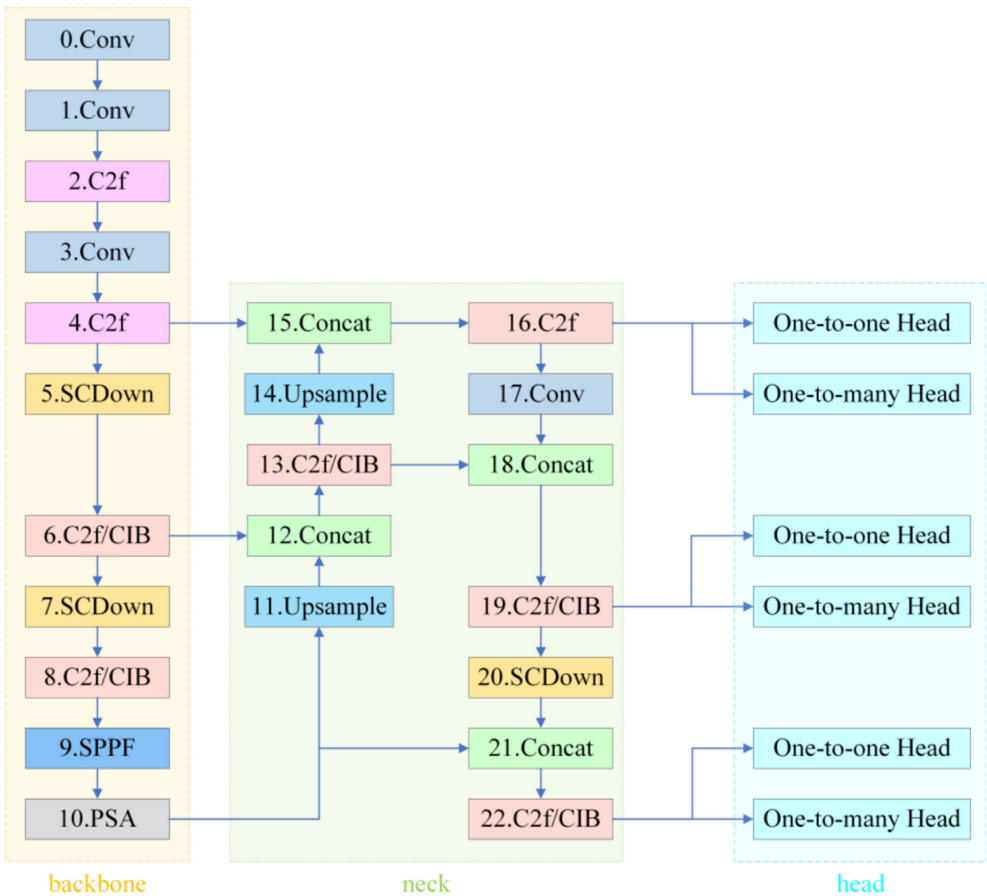 0.Conv
1.Conv
2.C2f
3.Conv
4.C2f
5.SCDown
6.C2f/CIB
7.SCDown
8.C2f/CIB
9.SPPF
10.PSA
backbone
15.Concat
14.Upsample
13.C2f/CIB
12.Concat
11.Upsample
16.C2f
17.Conv
18.Concat
19.C2f/CIB
20.SCDown
21.Concat
22.C2f/CIB
neck
One-to-one Head
One-to-many Head
One-to-one Head
One-to-many Head
One-to-one Head
One-to-many Head
head